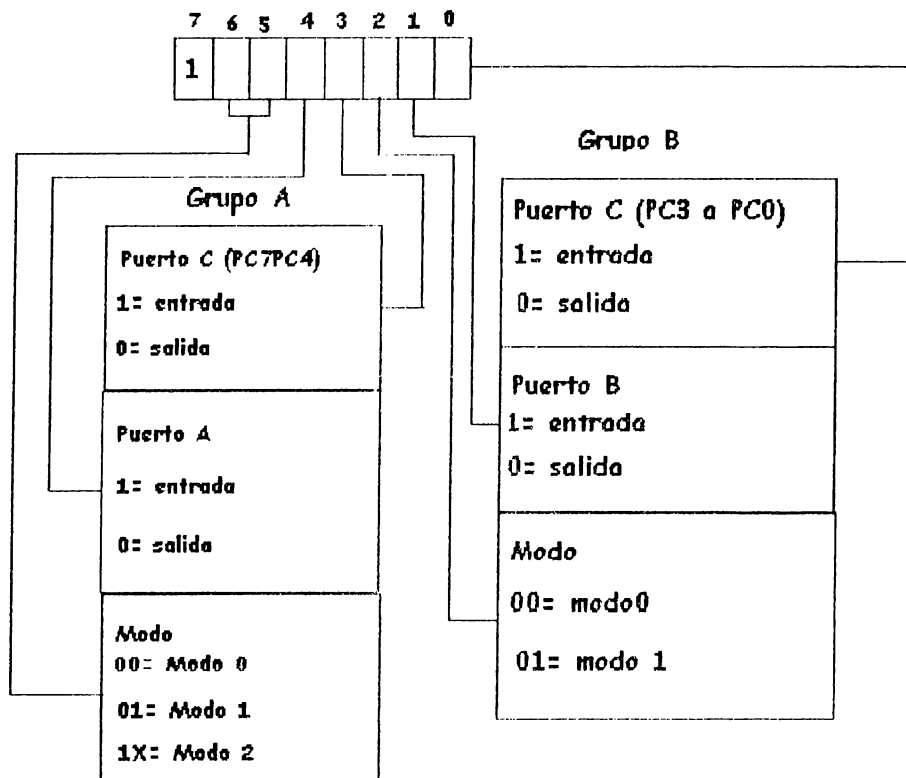 7 6 5 4 3 2 1 0
1
Grupo A
Puerto C (PC7PC4)
1= entrada
0= salida
Puerto A
1= entrada
0= salida
Modo
00= Modo 0
01= Modo 1
1X= Modo 2
Grupo B
Puerto C (PC3 a PC0)
1= entrada
0= salida
Puerto B
1= entrada
0= salida
Modo
00= modo0
01= modo 1